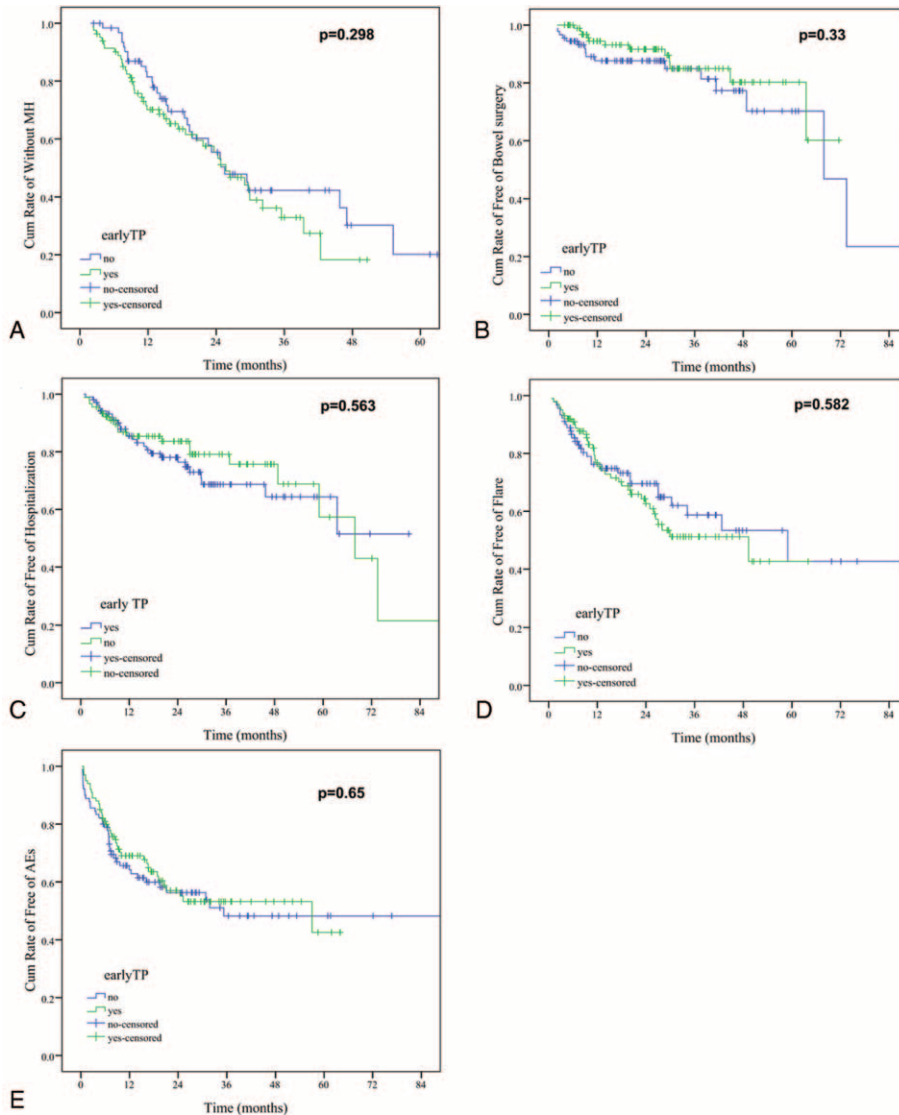 p=0.298
Cum Rate of Without MH
1.0
0.8
0.6
0.4
0.2
0.0
earlyTP
no
yes
no-censored
yes-censored
0 12 24 36 48 60
Time (months)
A
p=0.33
Cum Rate of Free of Bowel surgery
1.0
0.8
0.6
0.4
0.2
0.0
earlyTP
no
yes
no-censored
yes-censored
0 12 24 36 48 60 72 84
Time (months)
B
p=0.563
Cum Rate of Free of Hospitalization
1.0
0.8
0.6
0.4
0.2
0.0
early TP
yes
no
yes-censored
no-censored
0 12 24 36 48 60 72 84
Time (months)
C
p=0.582
Cum Rate of Free of Flare
1.0
0.8
0.6
0.4
0.2
0.0
earlyTP
no
yes
no-censored
yes-censored
0 12 24 36 48 60 72 84
Time (months)
D
p=0.65
Cum Rate of Free of AEs
1.0
0.8
0.6
0.4
0.2
0.0
earlyTP
no
yes
no-censored
yes-censored
0 12 24 36 48 60 72 84
Time (months)
E